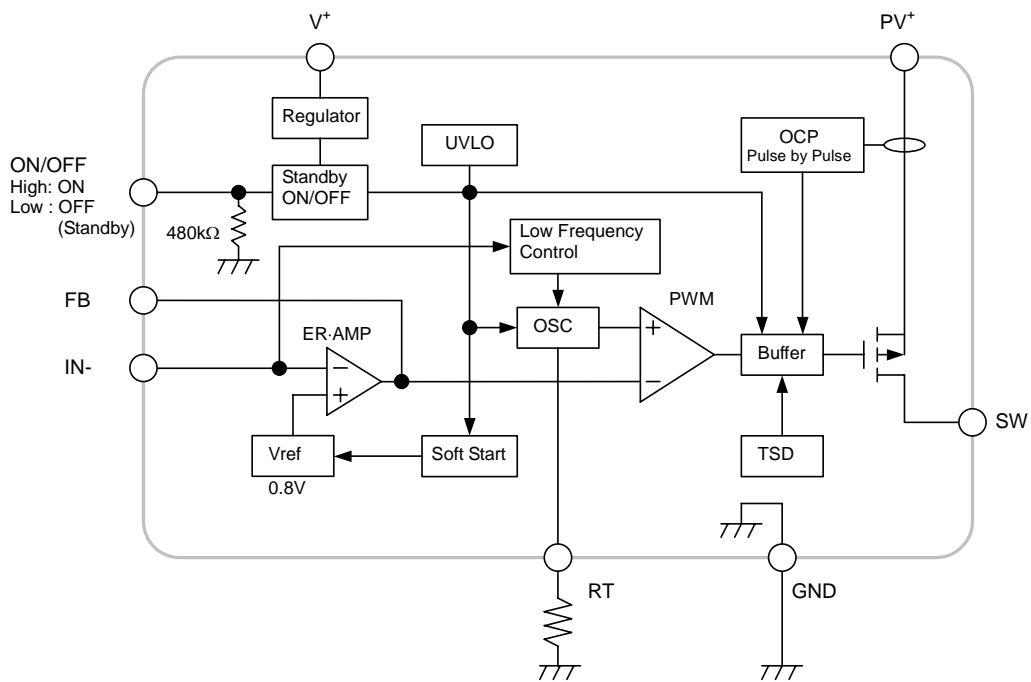 V+
PV+
Regulator
UVLO
OCP
Pulse by Pulse
ON/OFF
High: ON
Low : OFF
(Standby)
Standby
ON/OFF
480kΩ
Low Frequency
Control
FB
PWM
OSC
ER·AMP
Buffer
IN-
−
+
+
−
SW
Vref
Soft Start
TSD
0.8V
RT
GND